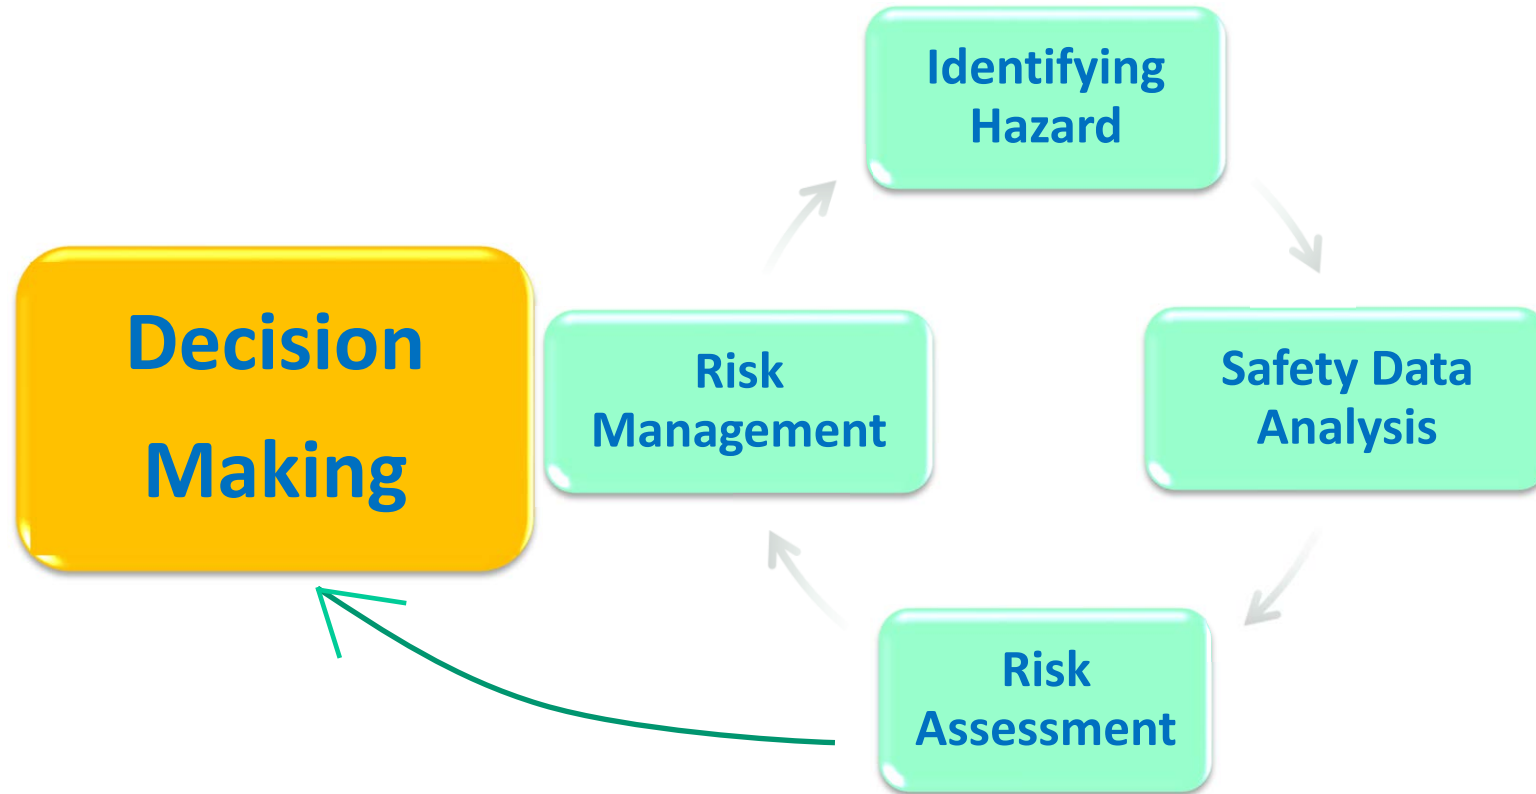 Identifying
Hazard
Decision
Making
Risk
Management
Safety Data
Analysis
Risk
Assessment